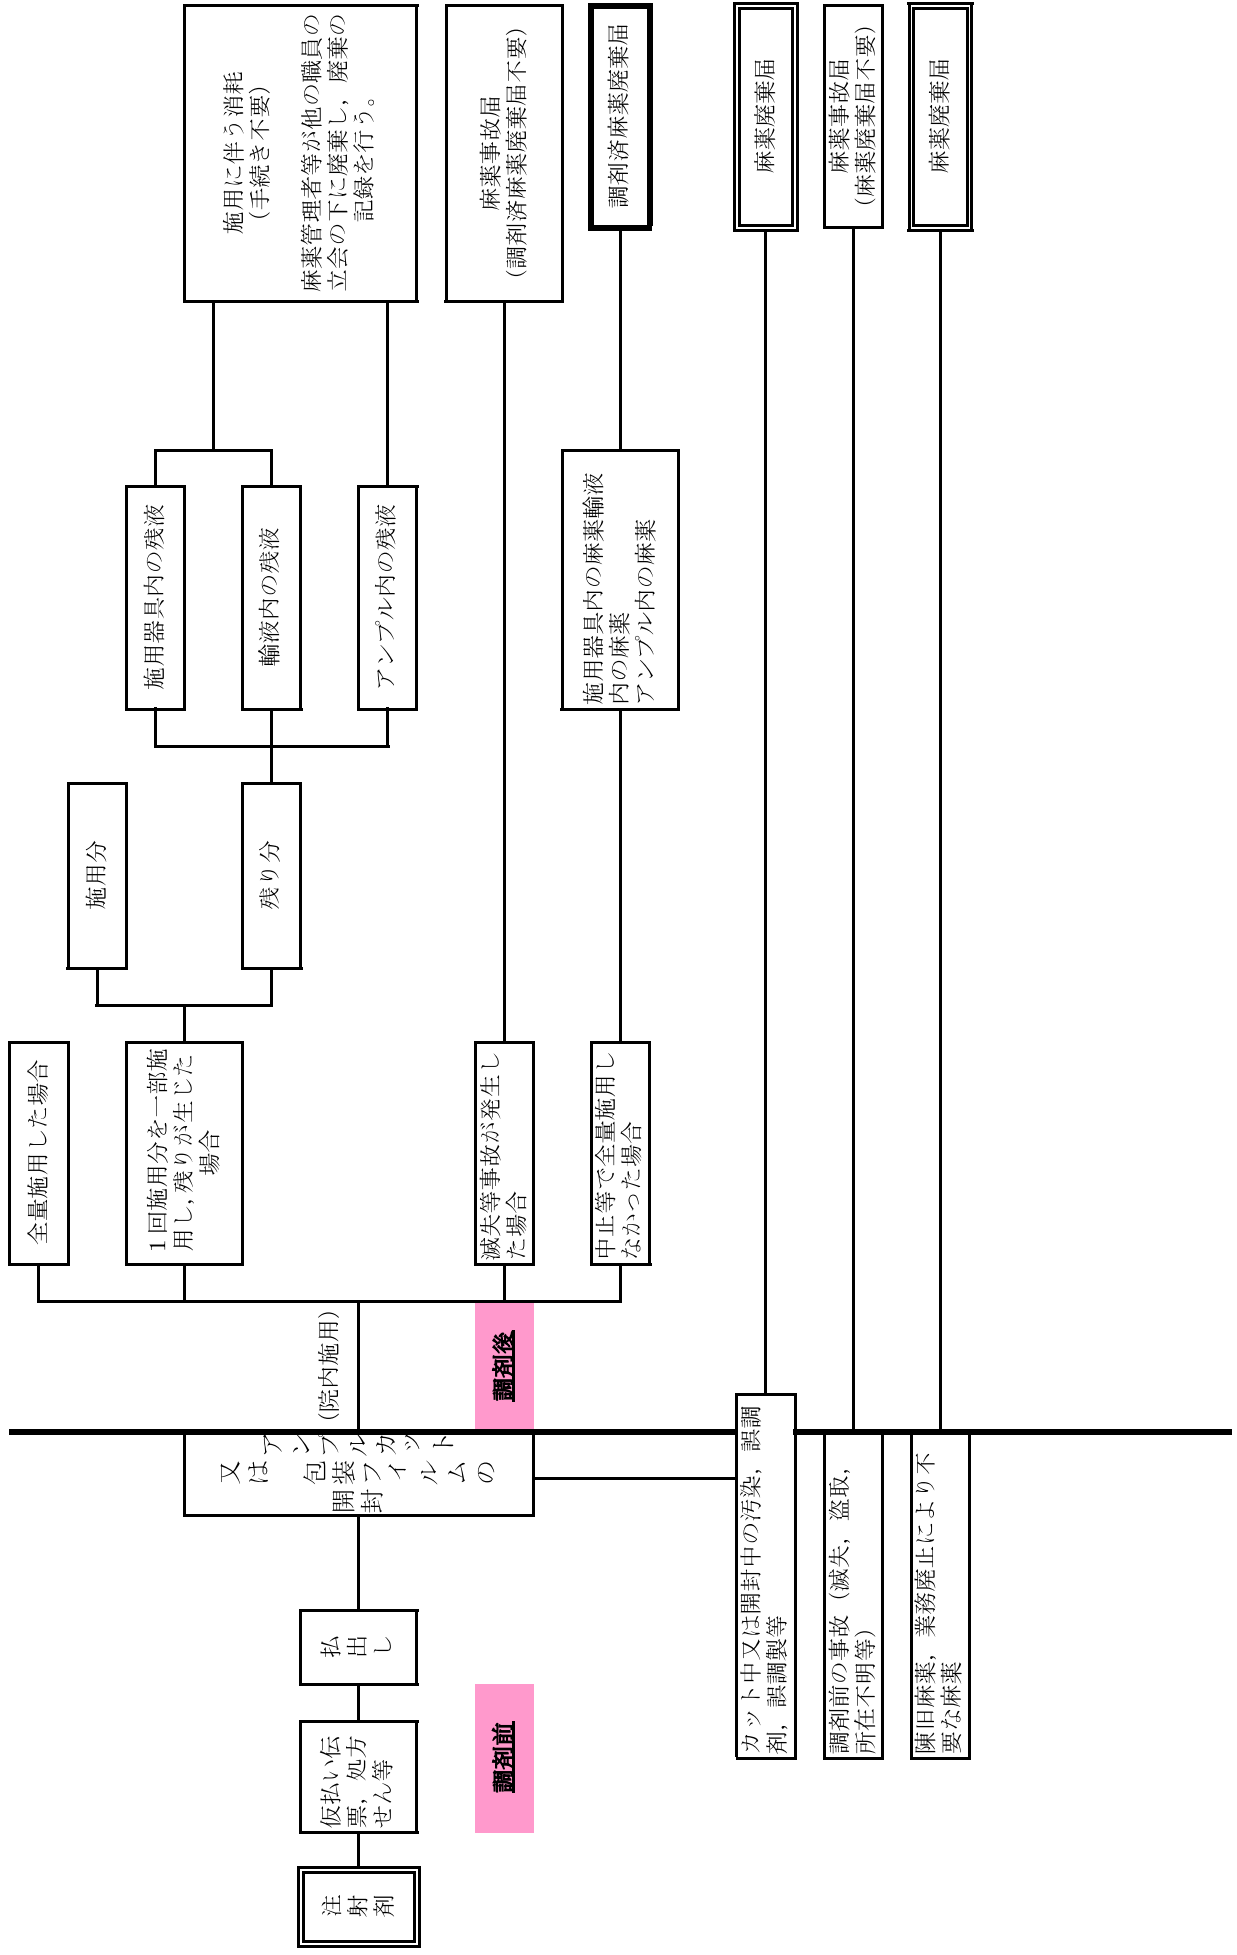 注
射
剤
仮払い伝
票，処方
せん等
払
出
し
アンプルカット
又は　包装フィルムの
開封
調剤前
（院内施用）
調剤後
全量施用した場合
1回施用分を一部施
用し,残りが生じた
場合
施用分
残り分
施用器具内の残液
輸液内の残液
アンプル内の残液
施用に伴う消耗
（手続き不要）
麻薬管理者等が他の職員の
立会の下に廃棄し，廃棄の
記録を行う。
滅失等事故が発生し
た場合
麻薬事故届
（調剤済麻薬廃棄届不要）
中止等で全量施用し
なかった場合
施用器具内の麻薬輸液
内の麻薬
アンプル内の麻薬
調剤済麻薬廃棄届
カット中又は開封中の汚染，誤調
剤，誤調製等
麻薬廃棄届
調剤前の事故（滅失，盗取，
所在不明等）
麻薬事故届
（麻薬廃棄届不要）
陳旧麻薬，業務廃止により不
要な麻薬
麻薬廃棄届